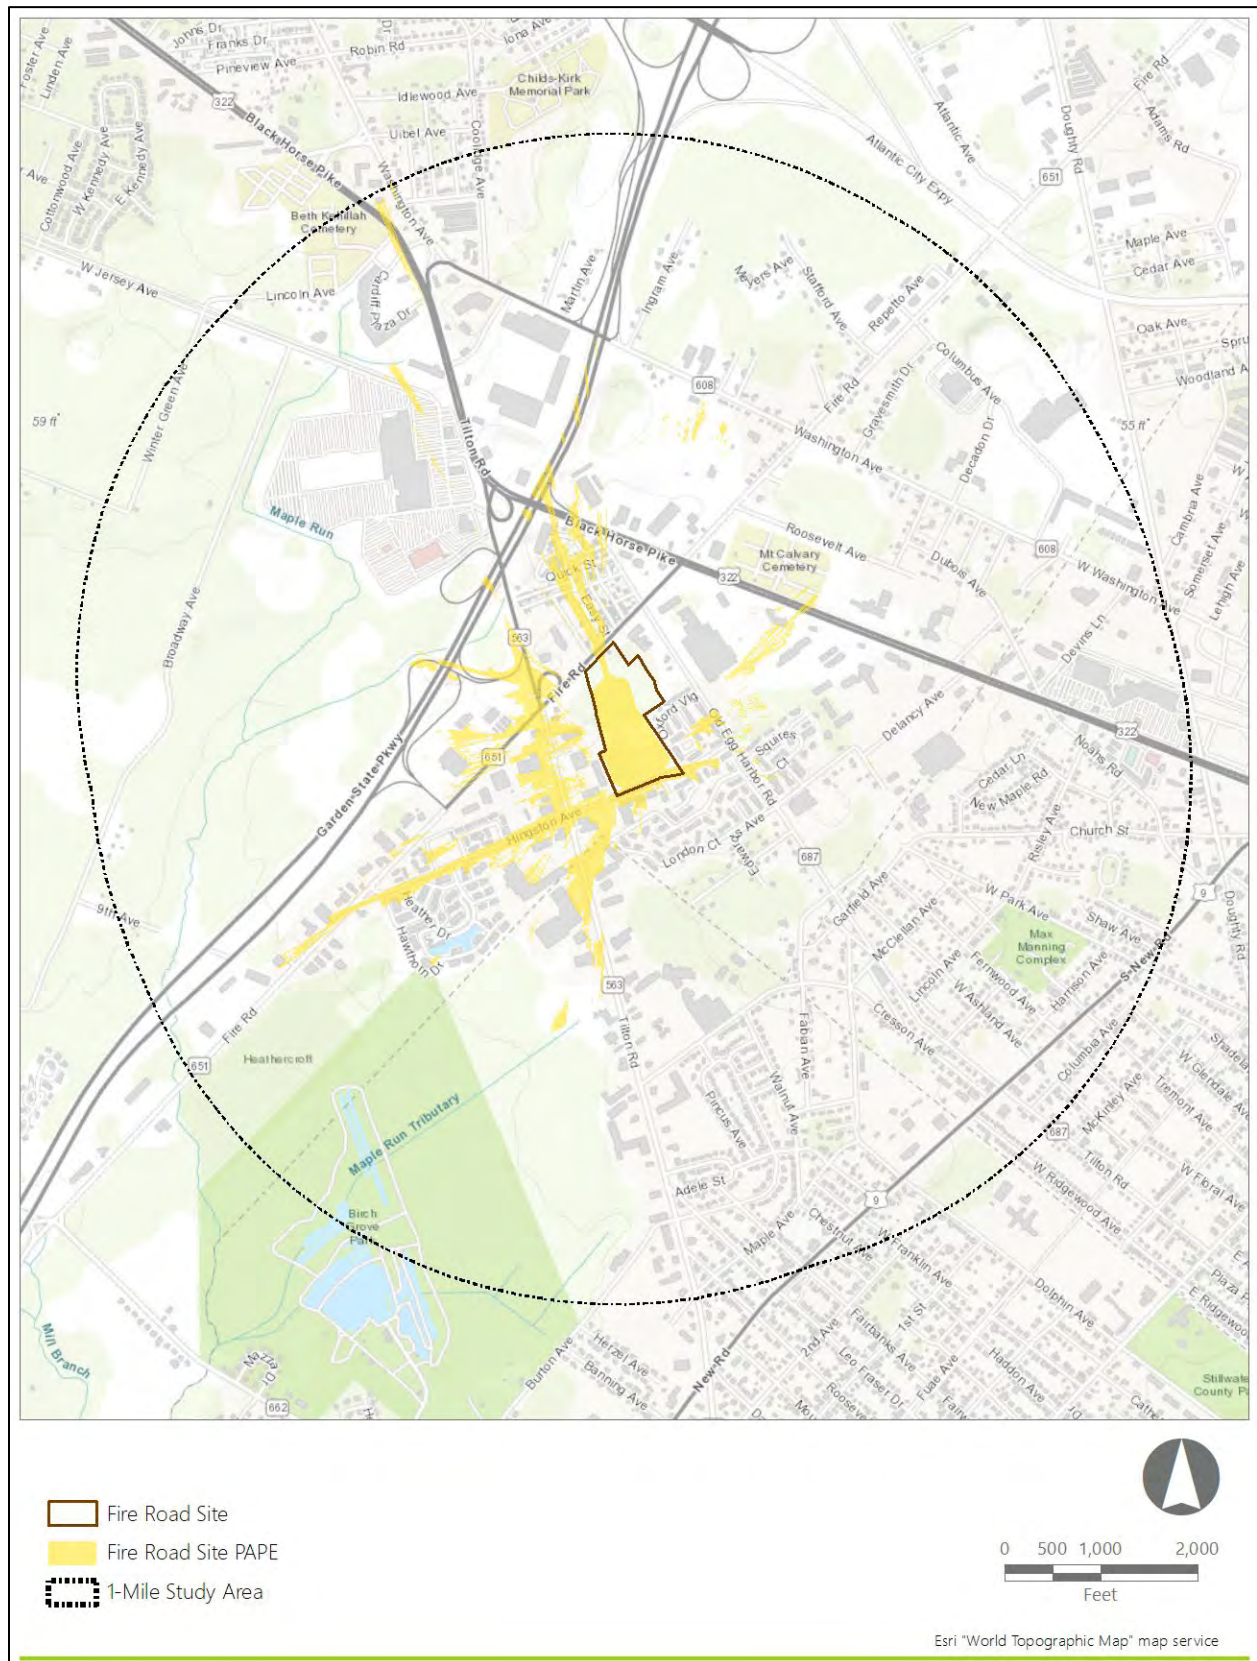 Foster Ave
Linden Ave
Johns Dr
Franks Dr
Pineview Ave
Robin Rd
Iona Ave
Childs-Kirk
Memorial Park
Idlewood Ave
Uibel Ave
Coolidge Ave
322
Black Horse Pike
Washington Ave
Cottonwood Ave
W Kennedy Ave
E Kennedy Ave
Beth Kehillah
Cemetery
W Jersey Ave
Lincoln Ave
Cardiff Plaza Dr
Atlantic Ave
Atlantic City Expy
Doughty Rd
Fire Rd
Adams Rd
651
Maple Ave
Cedar Ave
Oak Ave
Woodland A
Martin Ave
Ingram Ave
Meyers Ave
Stafford Ave
Repetto Ave
Fire Rd
Gravesmith Dr
Columbus Ave
Decadon Dr
608
Washington Ave
59 ft
55 ft
Winter Green Ave
Tilton Rd
Maple Run
Broadway Ave
Black Horse Pike
Quick St
Easy St
Roosevelt Ave
Mt Calvary
Cemetery
322
Dubois Ave
608
W Washington Ave
Cambria Ave
Somerset Ave
Lehigh Ave
Devins Ln
563
Fire Rd
Oxford Vlg
Old Egg Harbor Rd
Squires Ct
Delancy Ave
322
Noahs Rd
Cedar Ln
New Maple Rd
Risley Ave
Church St
651
Garden State Pkwy
Hingston Ave
London Ct
Edwards Ave
687
Garfield Ave
McClellan Ave
W Park Ave
Shaw Ave
9
Doughty Rd
Max
Manning
Complex
S New Rd
Lincoln Ave
Fernwood Ave
W Ashland Ave
Harrison Ave
9th Ave
Heather Dr
Hawthorn Dr
Fire Rd
651
Heathercroft
563
Tilton Rd
Fabian Ave
Cresson Ave
Columbia Ave
W Glendale Ave
Tremont Ave
McKinley Ave
Walnut Ave
Pincus Ave
687
Tilton Rd
W Ridgewood Ave
W Floral Ave
Maple Run Tributary
Adele St
Birch
Grove
Park
9
Maple Ave
Chestnut Ave
W Franklin Ave
Dolphin Ave
Plaza P
E Ridgewood
1st St
2nd Ave
Fairbanks Ave
Leo Fraser Dr
Fuae Ave
Haddon Ave
Herzel Ave
Banning Ave
Burton Ave
New Rd
Mill Branch
Mazza Dr
662
Stillwate
County Pa
Fire Road Site
Fire Road Site PAPE
1-Mile Study Area
0 500 1,000 2,000
Feet
Esri "World Topographic Map" map service